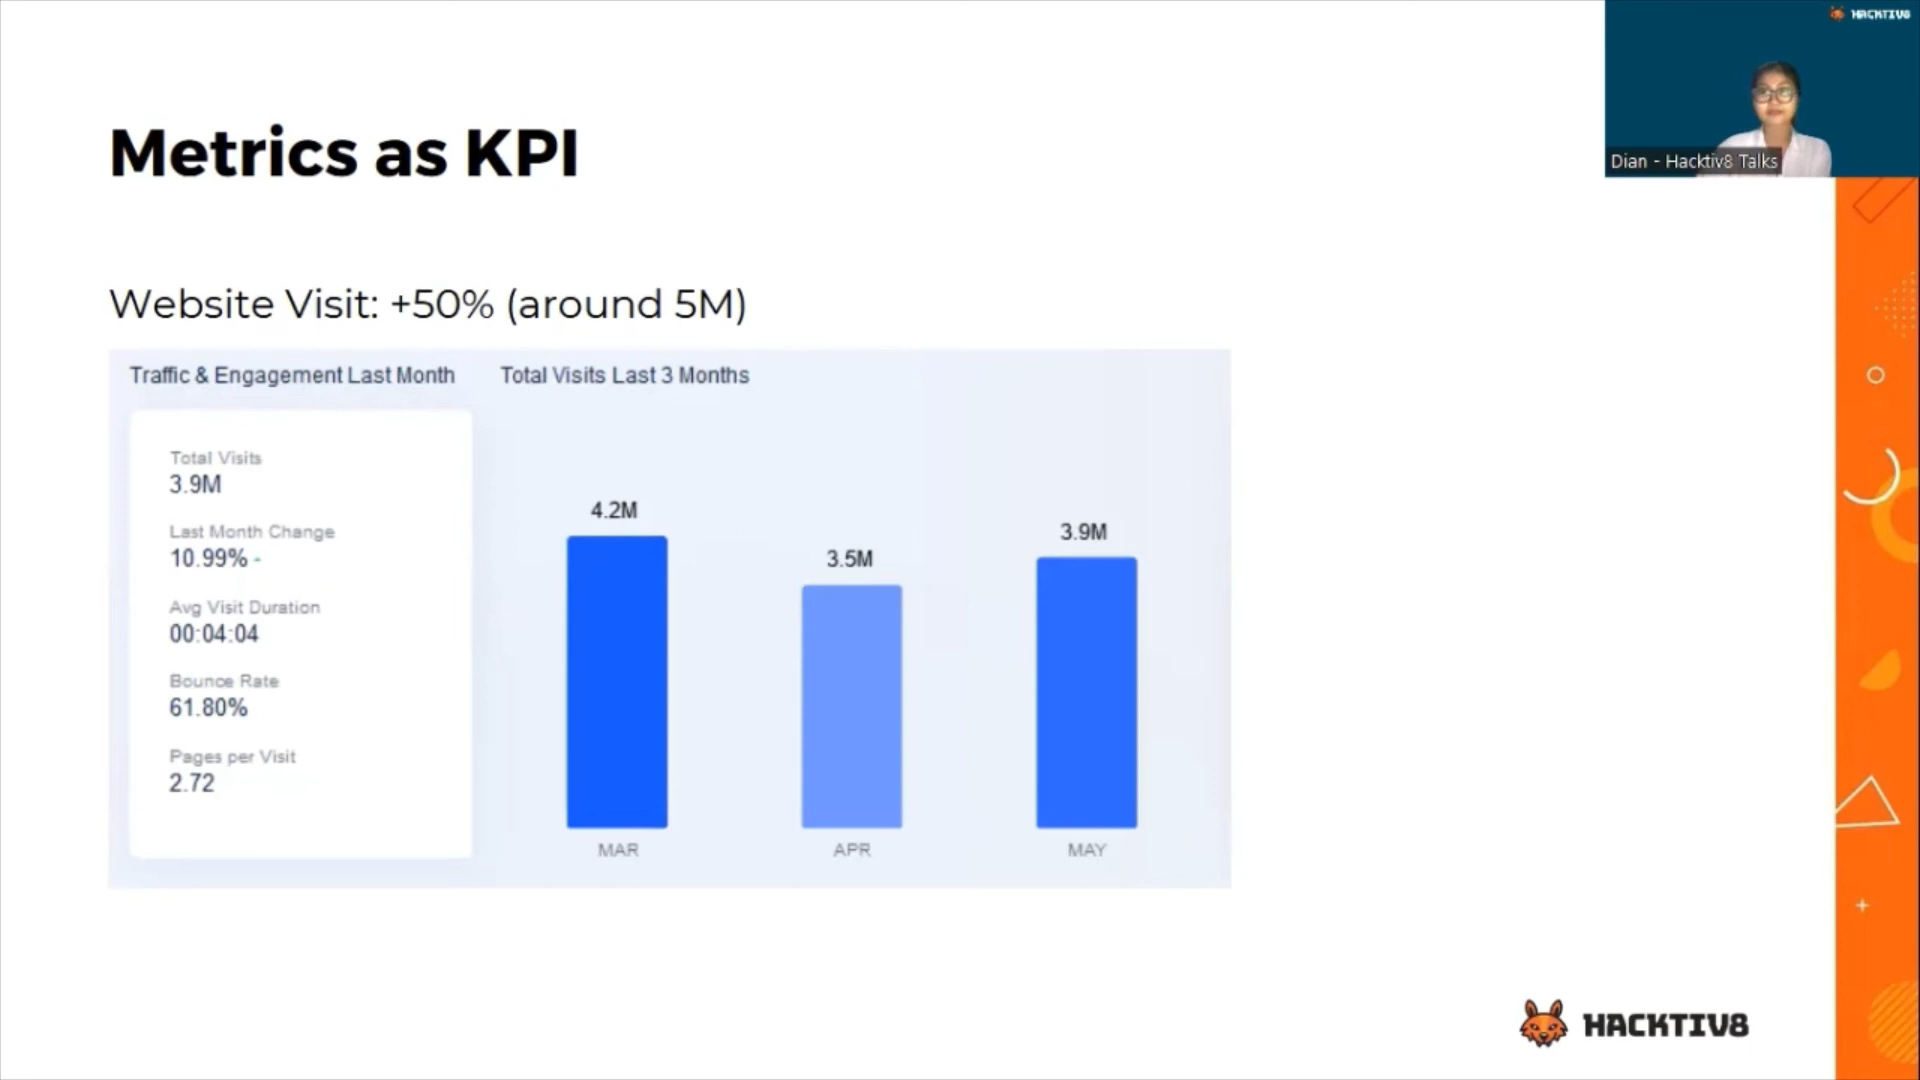 HACKTIV8
Dian - Hacktiv8 Talks
Metrics as KPI
Website Visit: +50% (around 5M)
Traffic & Engagement Last Month
Total Visits
3.9M
Last Month Change
10.99% -
Avg Visit Duration
00:04:04
Bounce Rate
61.80%
Pages per Visit
2.72
Total Visits Last 3 Months
4.2M
3.5M
3.9M
MAR
APR
MAY
HACKTIV8